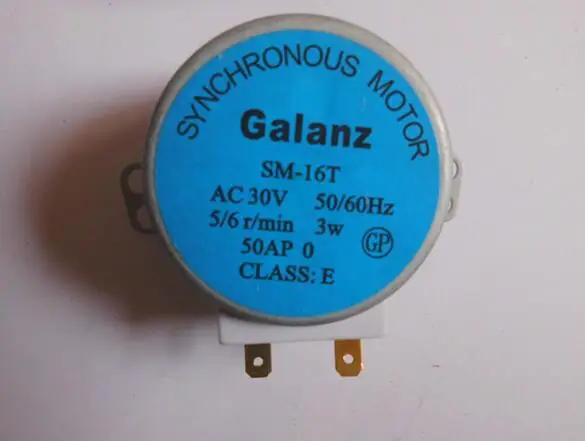 SYNCHRONOUS MOTOR
Galanz
SM-16T
AC 30V 50/60Hz
5/6 r/min 3w
50AP 0 GP
CLASS: E